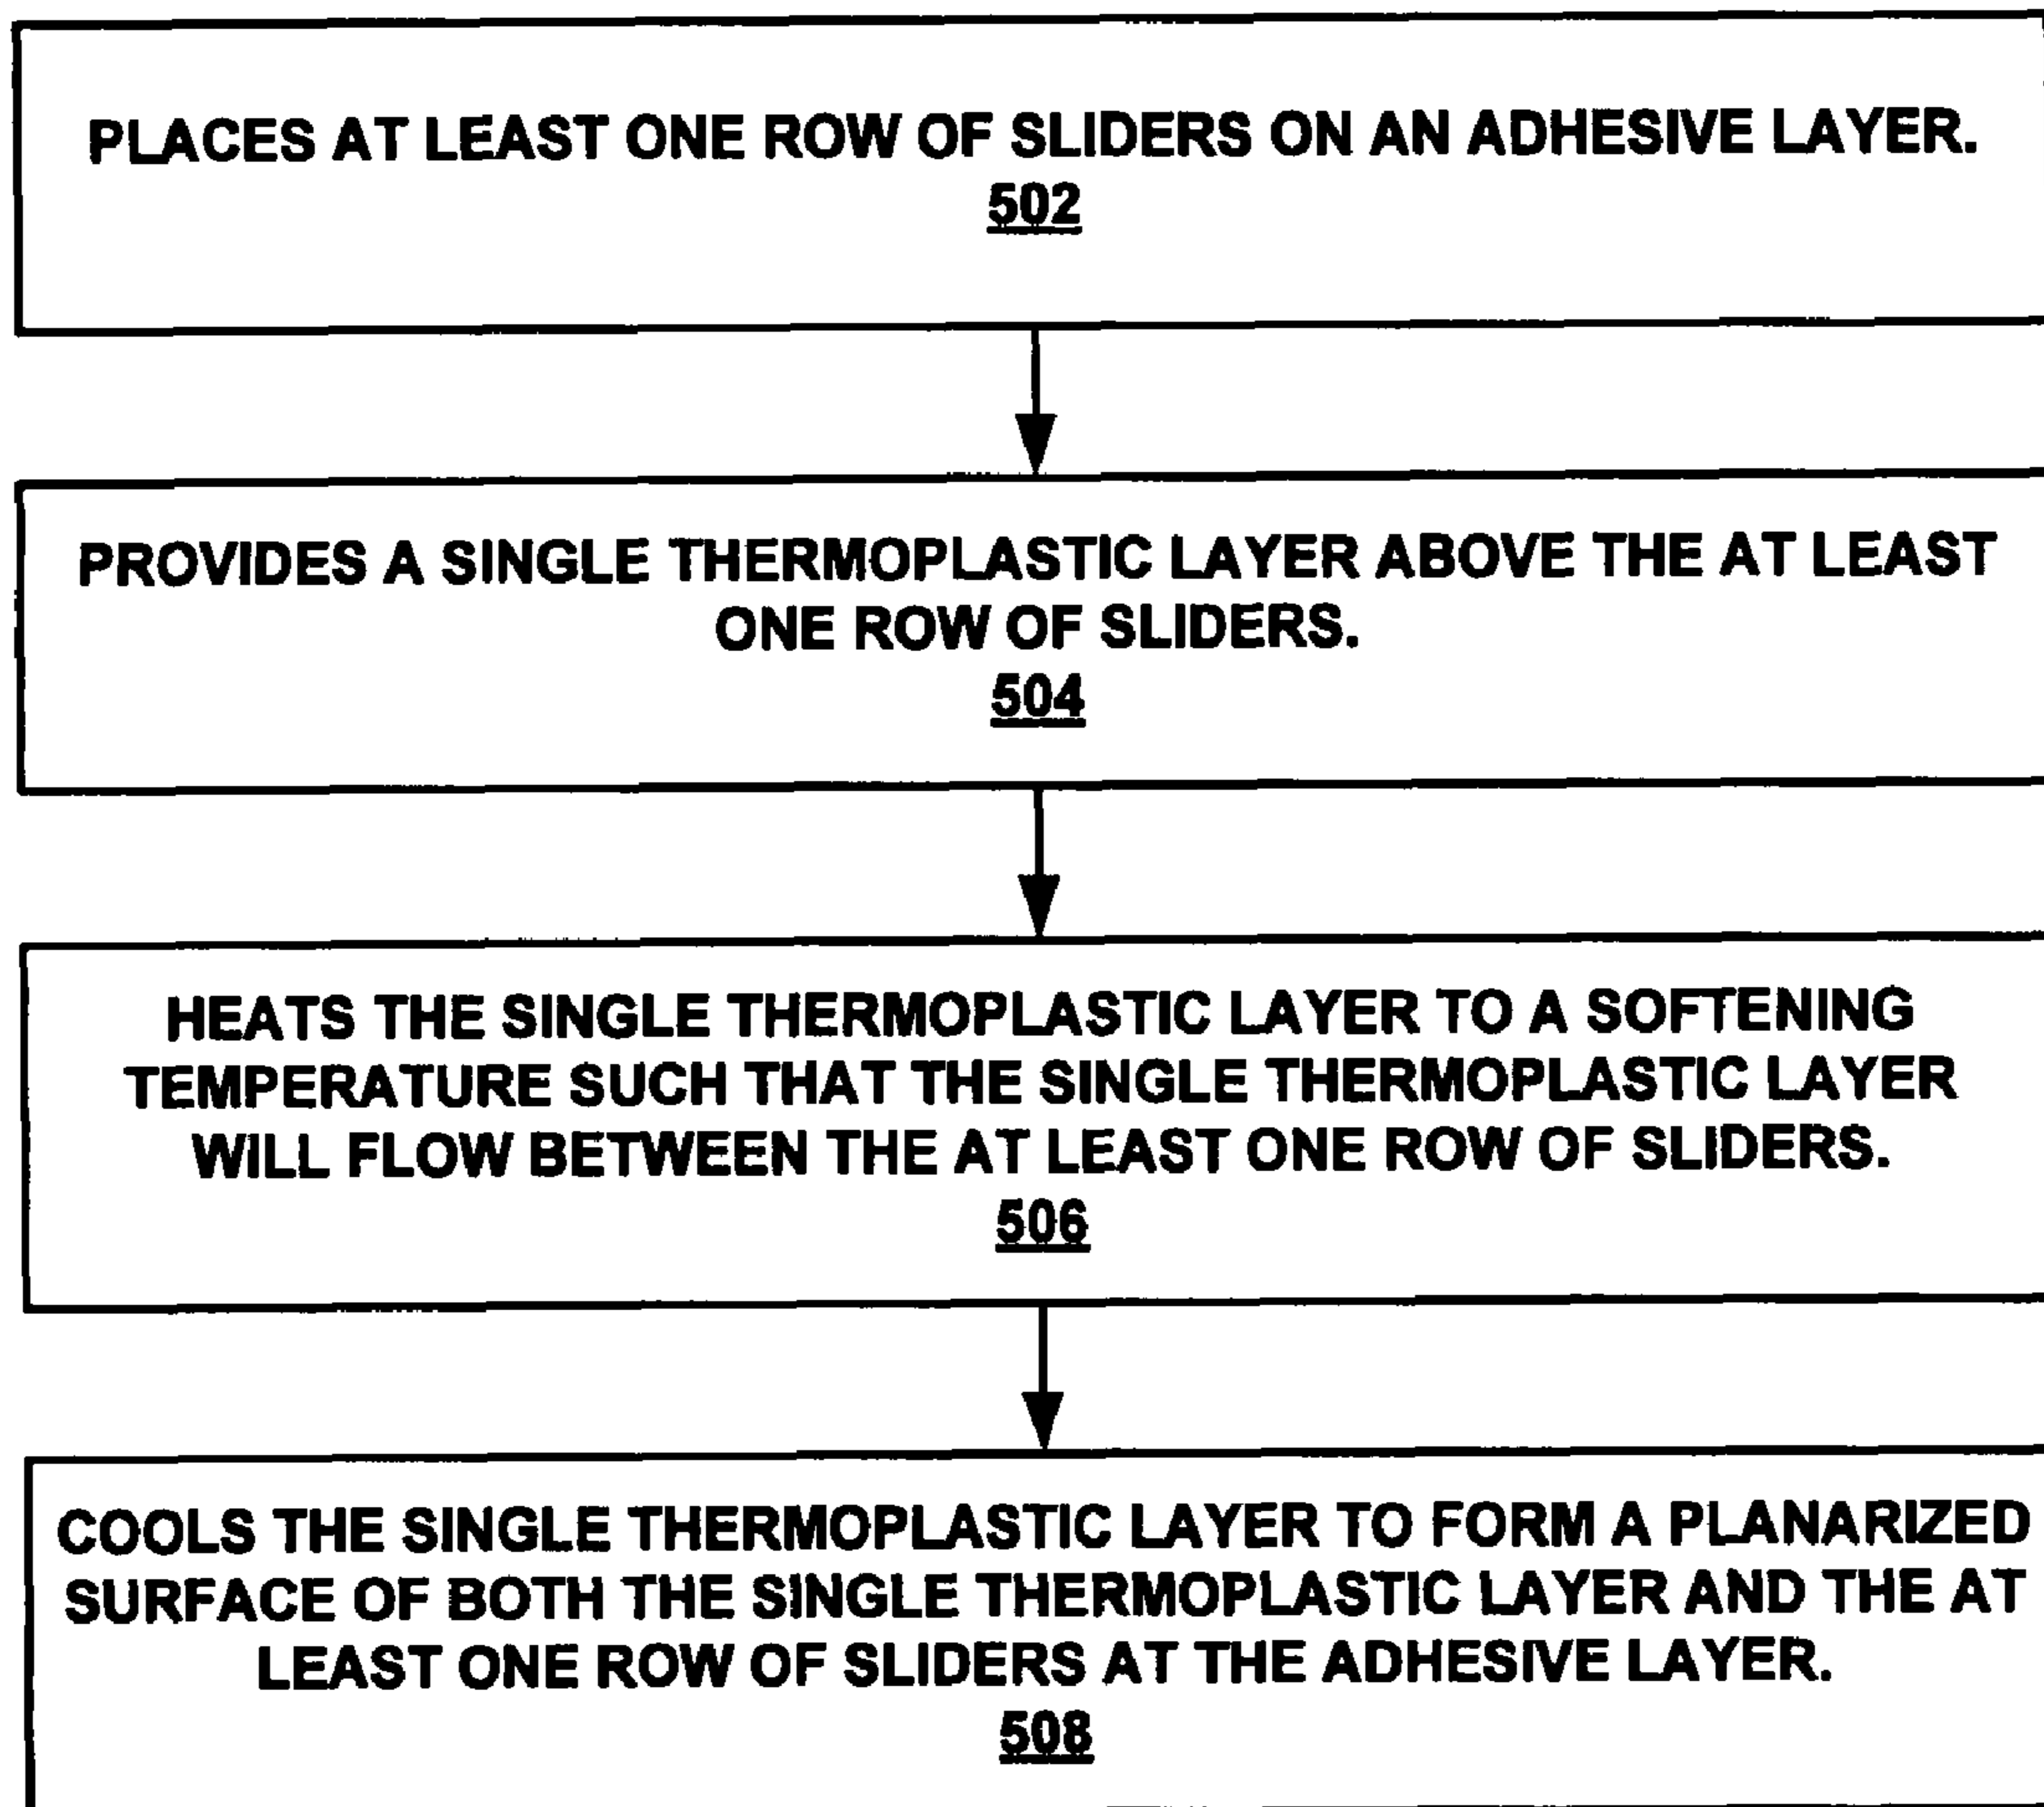 PLACES AT LEAST ONE ROW OF SLIDERS ON AN ADHESIVE LAYER.
502
PROVIDES A SINGLE THERMOPLASTIC LAYER ABOVE THE AT LEAST
ONE ROW OF SLIDERS.
504
HEATS THE SINGLE THERMOPLASTIC LAYER TO A SOFTENING
TEMPERATURE SUCH THAT THE SINGLE THERMOPLASTIC LAYER
WILL FLOW BETWEEN THE AT LEAST ONE ROW OF SLIDERS.
506
COOLS THE SINGLE THERMOPLASTIC LAYER TO FORM A PLANARIZED
SURFACE OF BOTH THE SINGLE THERMOPLASTIC LAYER AND THE AT
LEAST ONE ROW OF SLIDERS AT THE ADHESIVE LAYER.
508